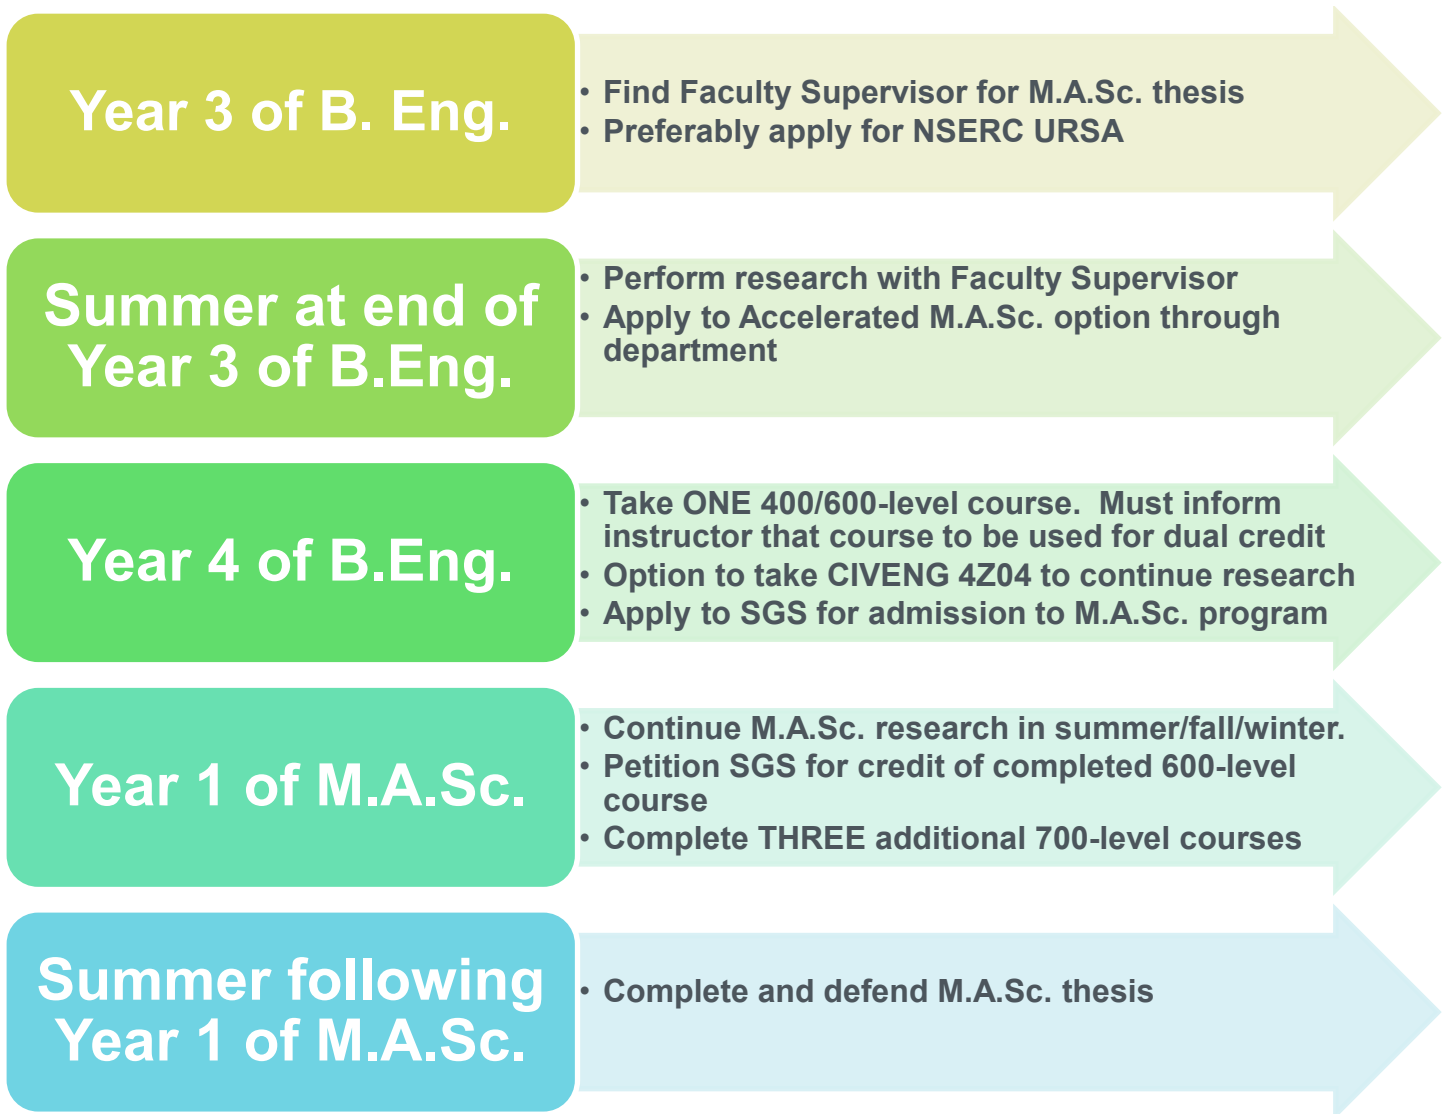 Year 3 of B. Eng.
• Find Faculty Supervisor for M.A.Sc. thesis
• Preferably apply for NSERC URSA
Summer at end of
Year 3 of B.Eng.
• Perform research with Faculty Supervisor
• Apply to Accelerated M.A.Sc. option through
department
Year 4 of B.Eng.
• Take ONE 400/600-level course.  Must inform
instructor that course to be used for dual credit
• Option to take CIVENG 4Z04 to continue research
• Apply to SGS for admission to M.A.Sc. program
Year 1 of M.A.Sc.
• Continue M.A.Sc. research in summer/fall/winter.
• Petition SGS for credit of completed 600-level
course
• Complete THREE additional 700-level courses
Summer following
Year 1 of M.A.Sc.
• Complete and defend M.A.Sc. thesis